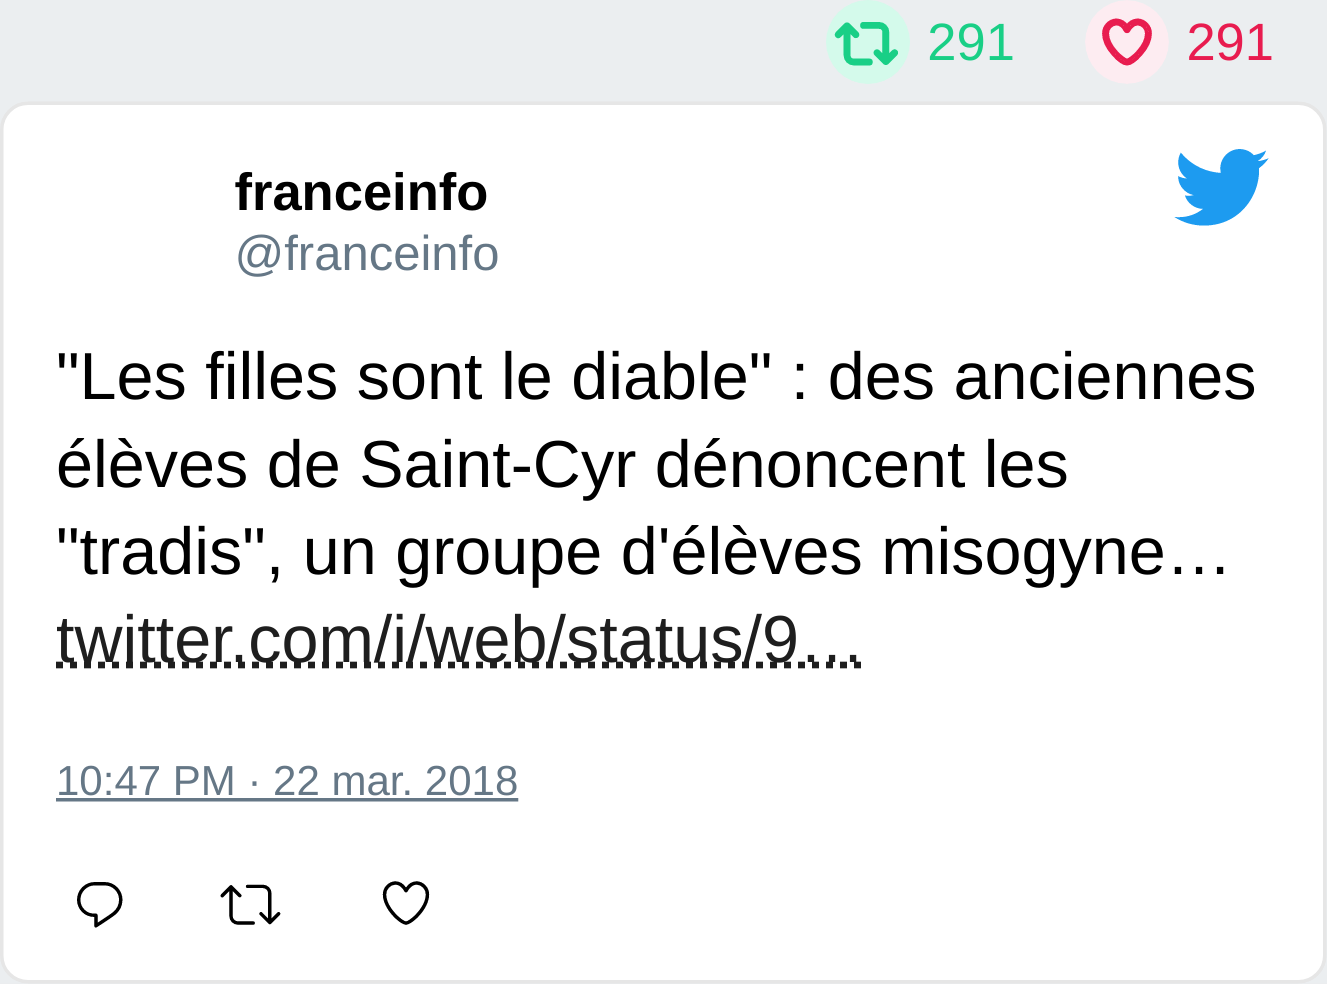 291 291
franceinfo
@franceinfo
"Les filles sont le diable" : des anciennes
élèves de Saint-Cyr dénoncent les
"tradis", un groupe d'élèves misogyne…
twitter.com/i/web/status/9…
10:47 PM · 22 mar. 2018